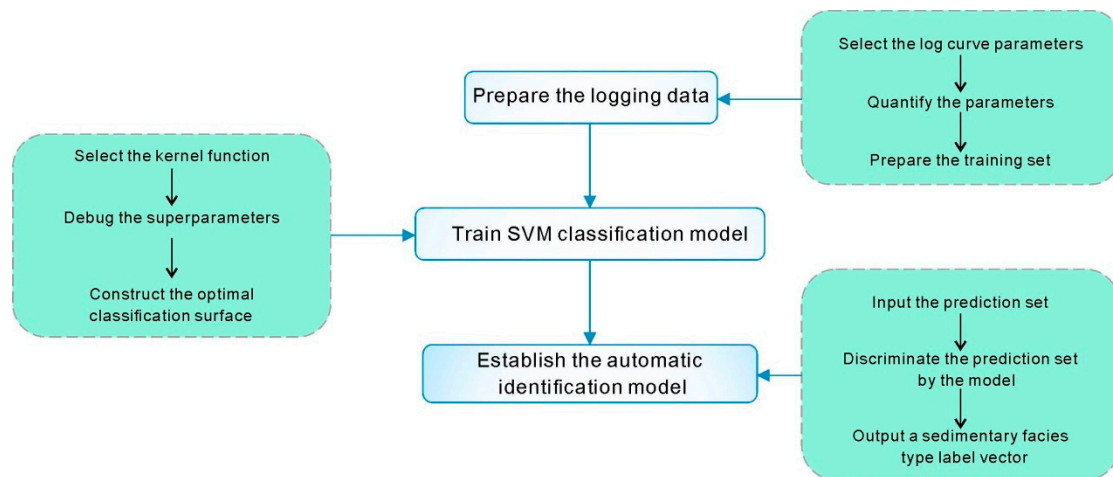 Select the log curve parameters
Quantify the parameters
Prepare the training set
Prepare the logging data
Select the kernel function
Debug the superparameters
Construct the optimal
classification surface
Train SVM classification model
Input the prediction set
Discriminate the prediction set
by the model
Output a sedimentary facies
type label vector
Establish the automatic
identification model